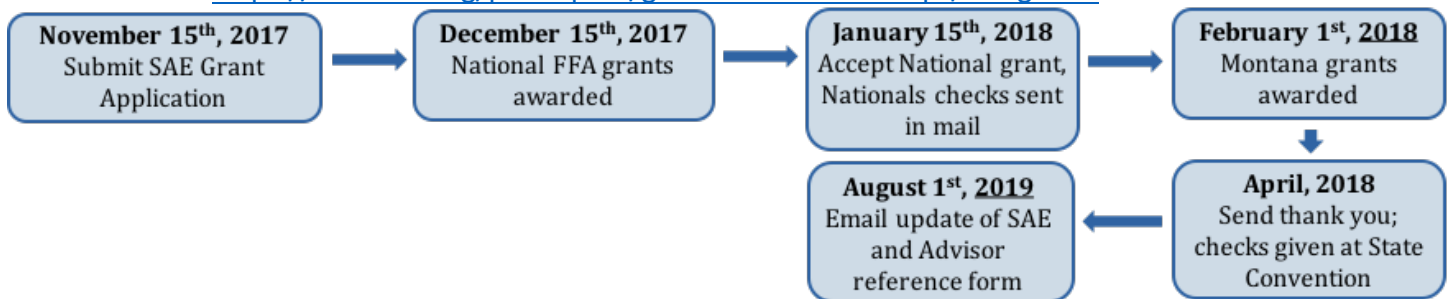 November 15th, 2017
Submit SAE Grant
Application
December 15th, 2017
National FFA grants
awarded
January 15th, 2018
Accept National grant,
Nationals checks sent
in mail
February 1st, 2018
Montana grants
awarded
April, 2018
Send thank you;
checks given at State
Convention
August 1st, 2019
Email update of SAE
and Advisor
reference form